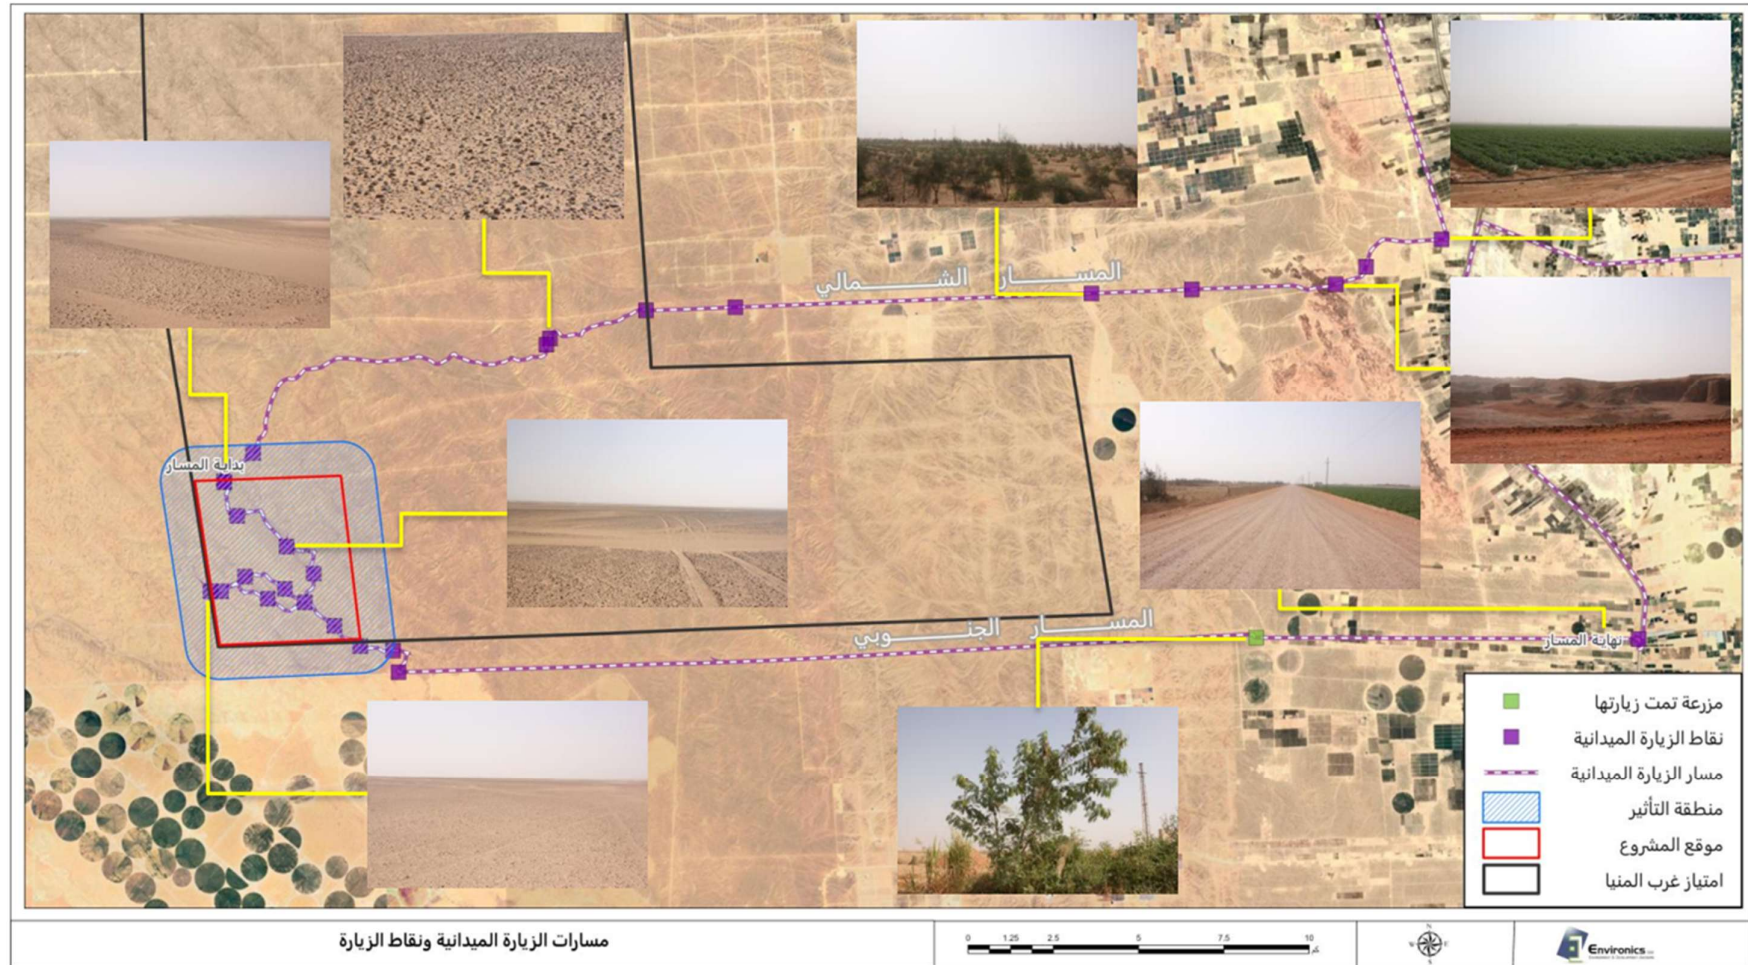 المسار الشمالي
بداية المسار
المسار الجنوبي
نهاية المسار
مزرعة تمت زيارتها
نقاط الزيارة الميدانية
مسار الزيارة الميدانية
منطقة التأثير
موقع المشروع
امتياز غرب المنيا
مسارات الزيارة الميدانية ونقاط الزيارة
0 1.25 2.5 5 7.5 10
كم
N
W E
S
Environics